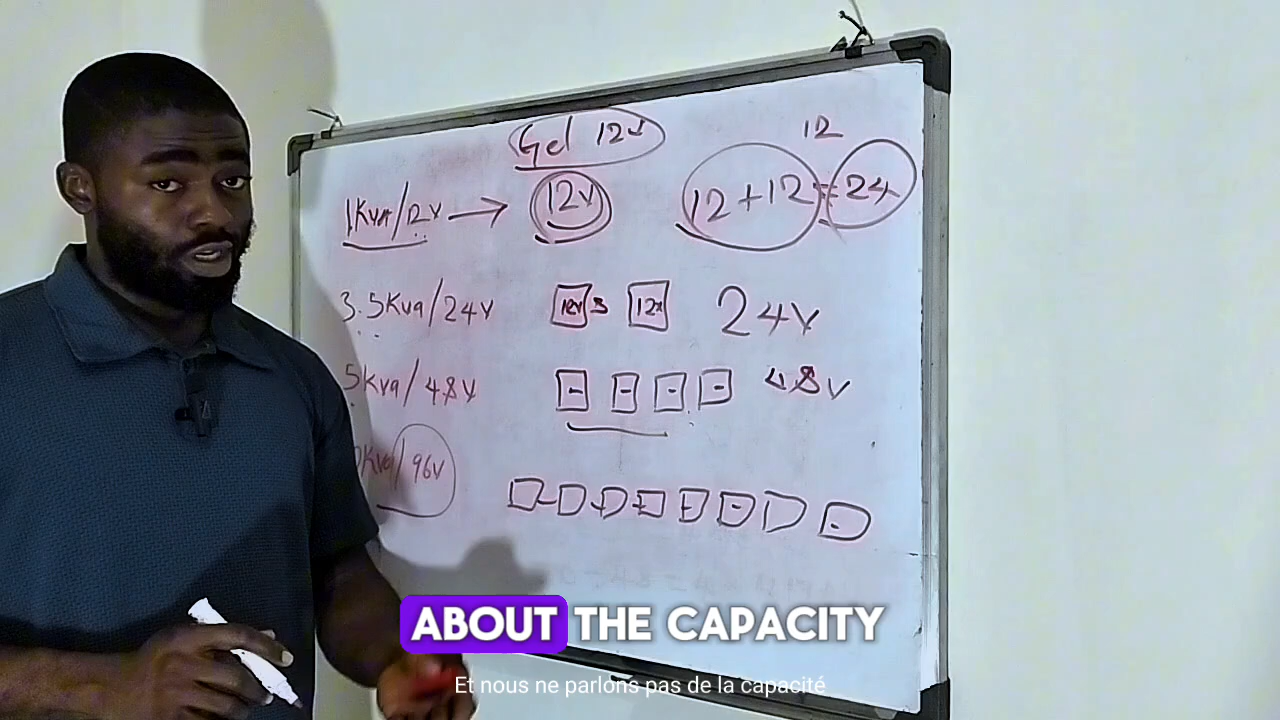 Gel 12v
12
1Kva/12v → 12v
12+12=24
3.5Kva/24v
12v
12v
24v
5Kva/48v
48v
Kva/96v
ABOUT THE CAPACITY
Et nous ne parlons pas de la capacité